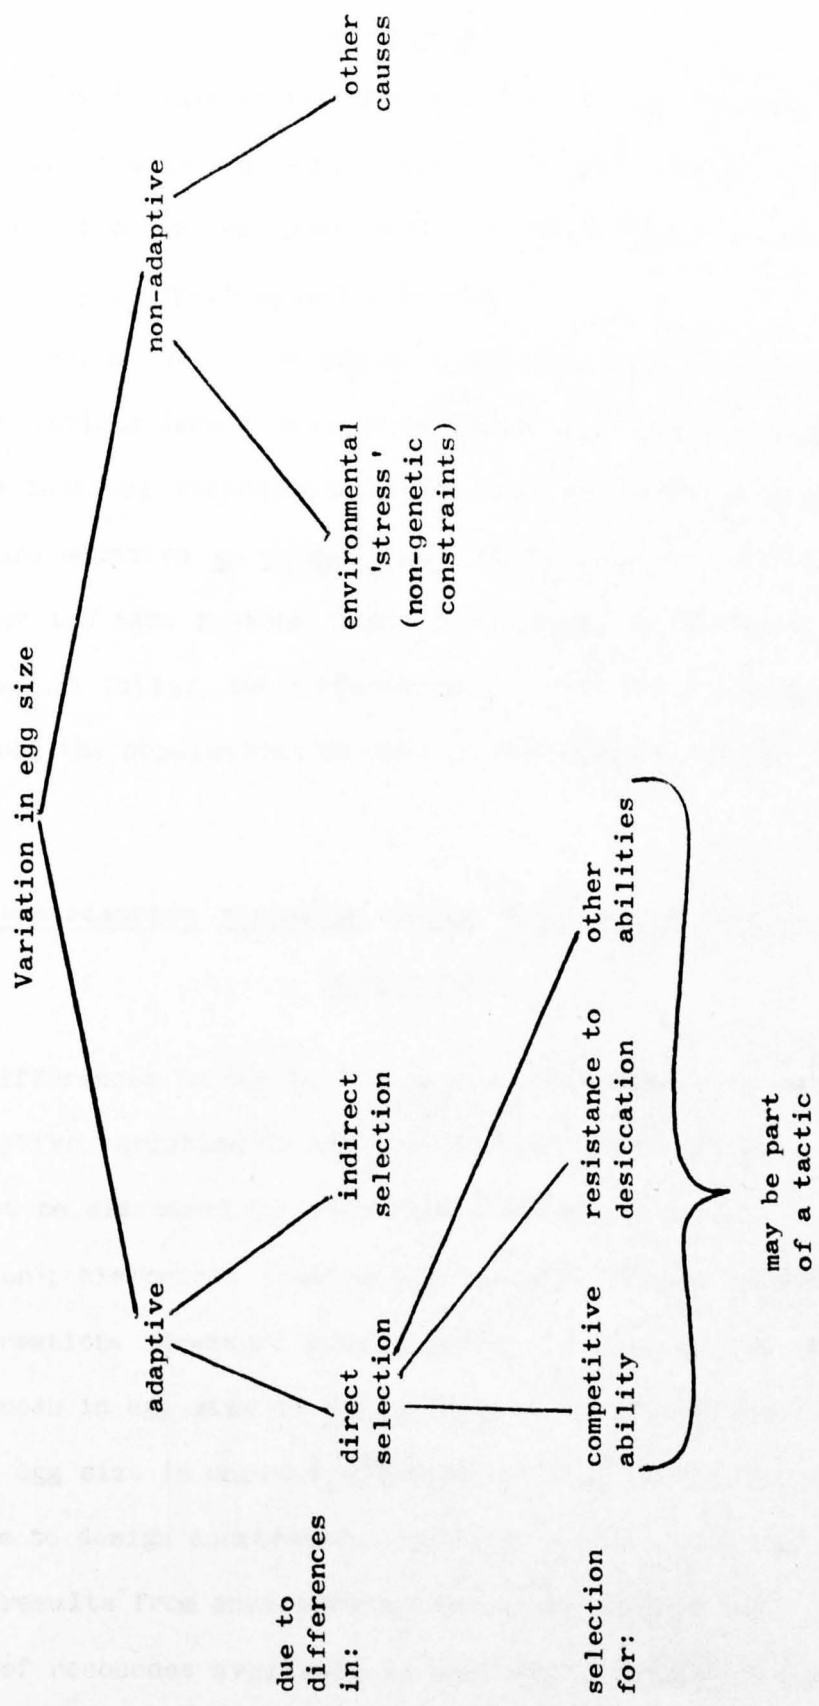 Variation in egg size
adaptive
non-adaptive
due to
differences
in:
direct
selection
indirect
selection
environmental
'stress'
(non-genetic
constraints)
other
causes
selection
for:
competitive
ability
resistance to
desiccation
other
abilities
may be part
of a tactic